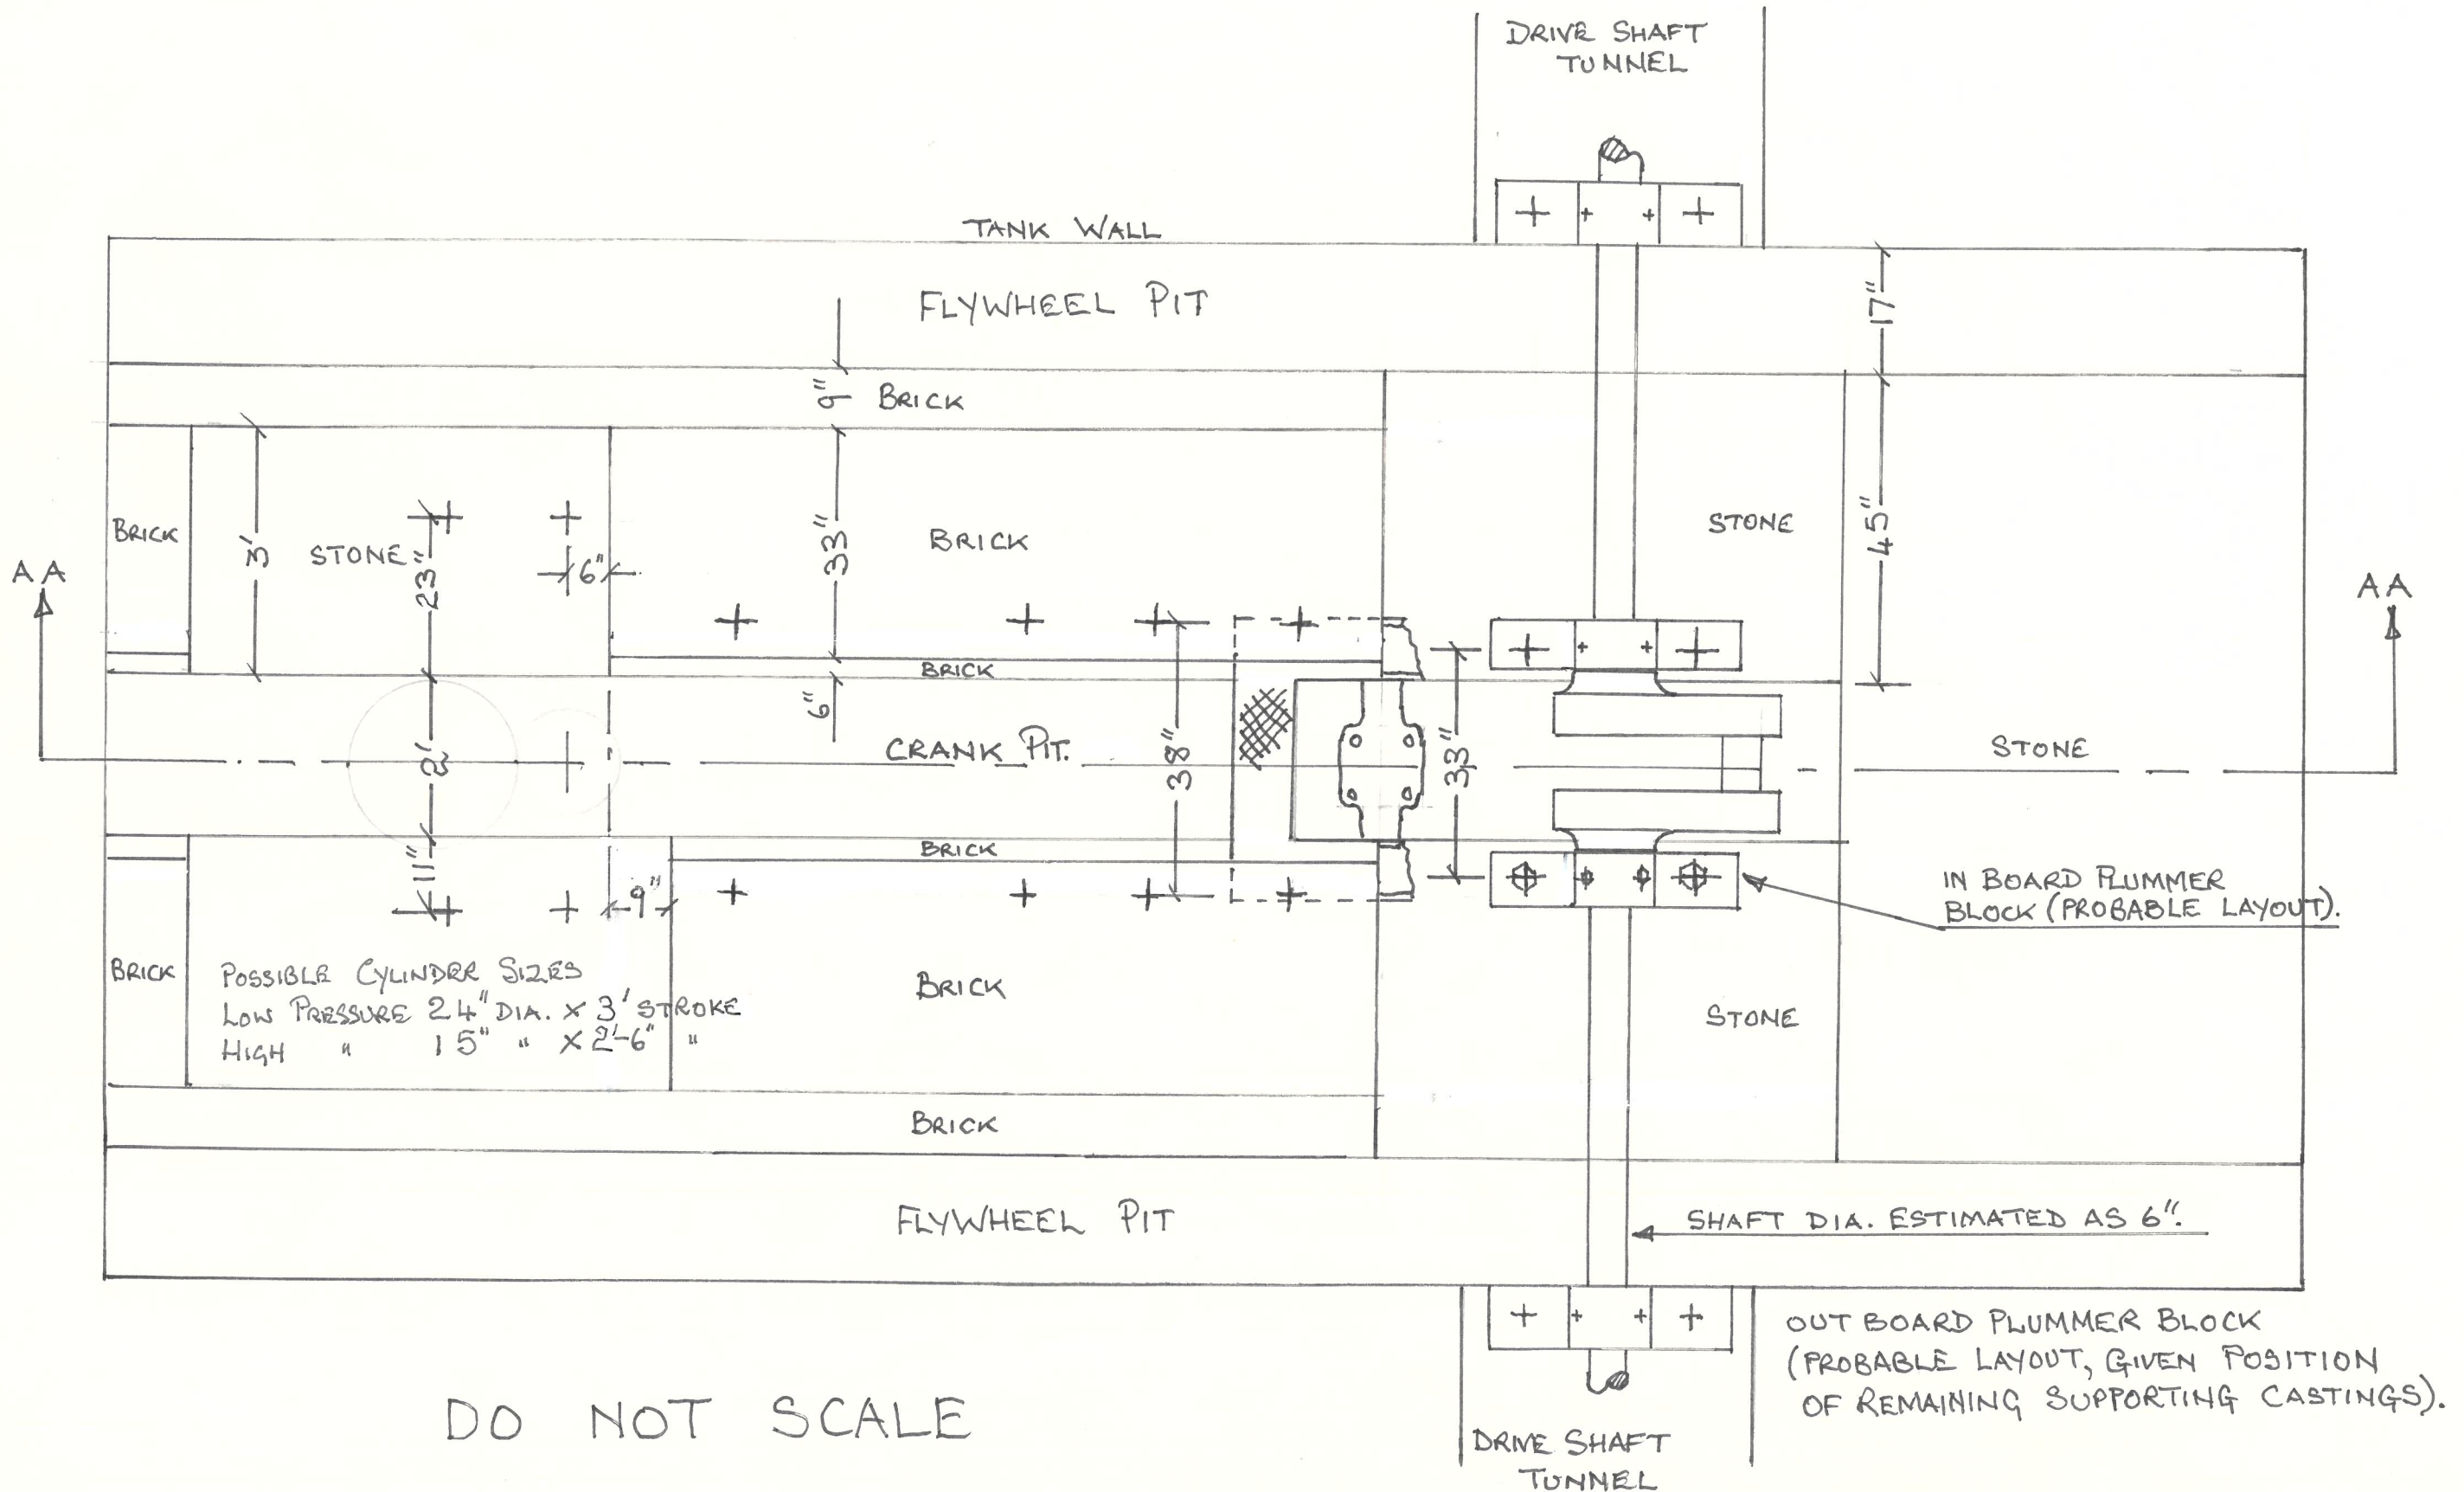 DRIVE SHAFT
TUNNEL
TANK WALL
FLYWHEEL PIT
17"
9" BRICK
BRICK
3'
STONE
23"
6"
33"
BRICK
STONE
45"
AA
AA
BRICK
6"
CRANK PIT.
2'
38"
33"
STONE
BRICK
11"
9"
IN BOARD PLUMMER
BLOCK (PROBABLE LAYOUT).
BRICK
POSSIBLE CYLINDER SIZES
LOW PRESSURE 24" DIA. X 3' STROKE
HIGH " 15" " X 2'-6" "
BRICK
STONE
BRICK
FLYWHEEL PIT
SHAFT DIA. ESTIMATED AS 6".
OUT BOARD PLUMMER BLOCK
(PROBABLE LAYOUT, GIVEN POSITION
OF REMAINING SUPPORTING CASTINGS).
DO NOT SCALE
DRIVE SHAFT
TUNNEL